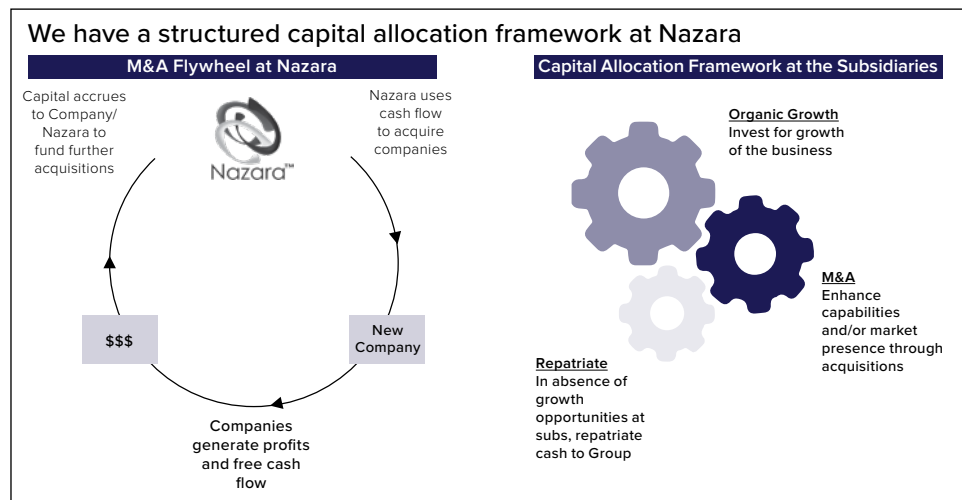 We have a structured capital allocation framework at Nazara
M&A Flywheel at Nazara
Capital accrues
to Company/
Nazara to
fund further
acquisitions
Nazara™
Nazara uses
cash flow
to acquire
companies
$$$
New
Company
Companies
generate profits
and free cash
flow
Capital Allocation Framework at the Subsidiaries
Organic Growth
Invest for growth
of the business
M&A
Enhance
capabilities
and/or market
presence through
acquisitions
Repatriate
In absence of
growth
opportunities at
subs, repatriate
cash to Group